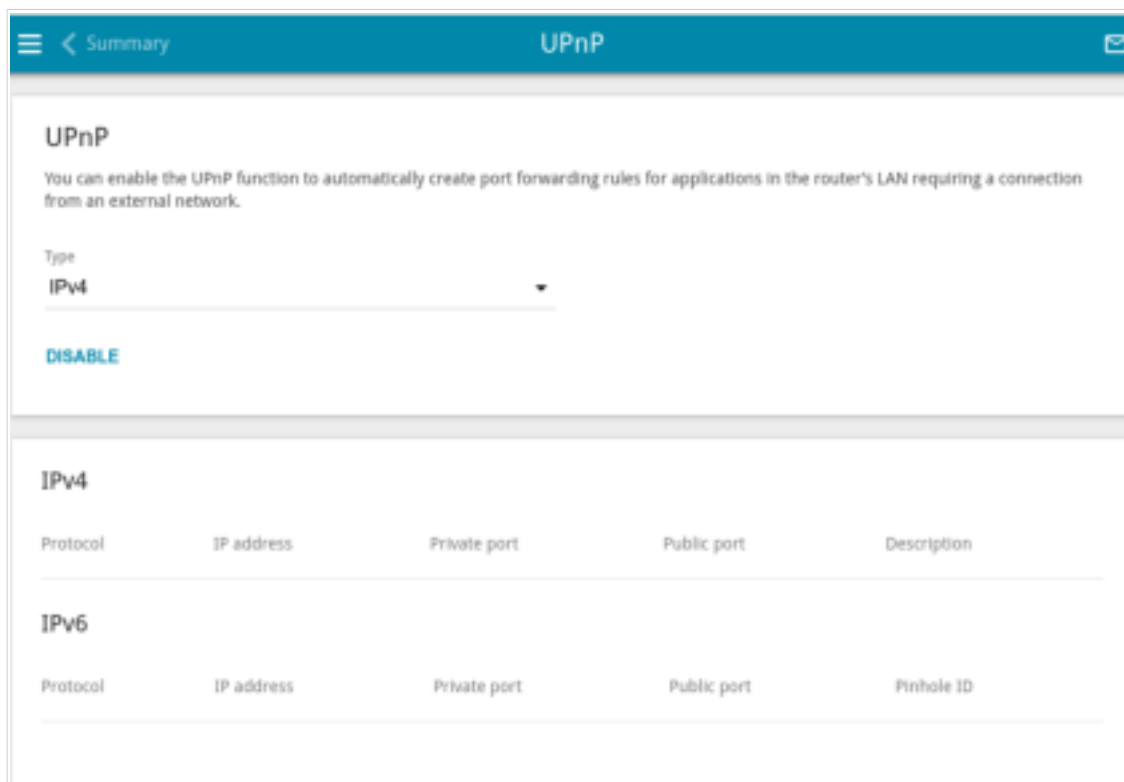 Summary
UPnP
UPnP
You can enable the UPnP function to automatically create port forwarding rules for applications in the router's LAN requiring a connection
from an external network.
Type
IPv4
DISABLE
IPv4
Protocol IP address Private port Public port Description
IPv6
Protocol IP address Private port Public port Pinhole ID